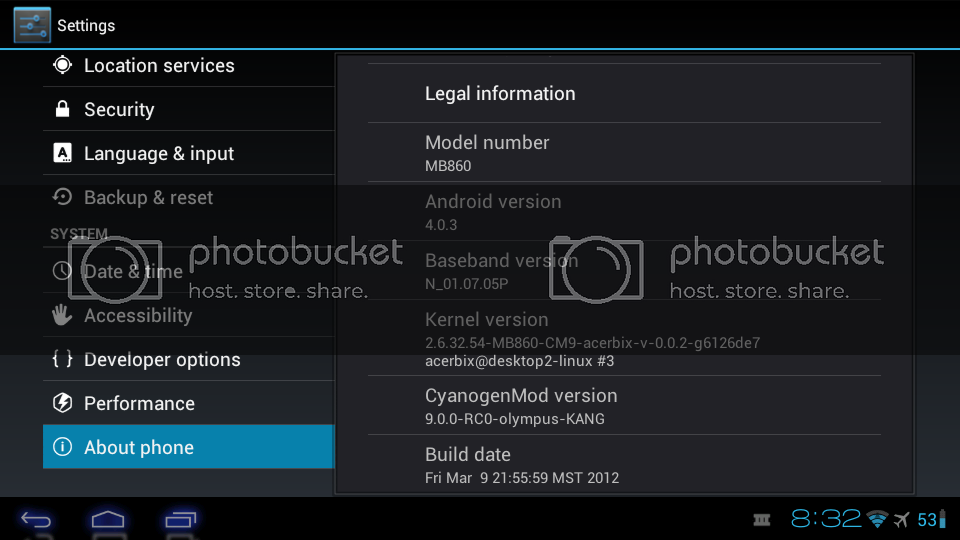 Settings
Location services
Security
Language & input
Backup & reset
SYSTEM
Date & time
Accessibility
{ } Developer options
Performance
About phone
Legal information
Model number
MB860
Android version
4.0.3
Baseband version
N_01.07.05P
Kernel version
2.6.32.54-MB860-CM9-acerbix-v-0.0.2-g6126de7
acerbix@desktop2-linux #3
CyanogenMod version
9.0.0-RC0-olympus-KANG
Build date
Fri Mar 9 21:55:59 MST 2012
photobucket
host. store. share.
photobucket
host. store. share.
8:32
53